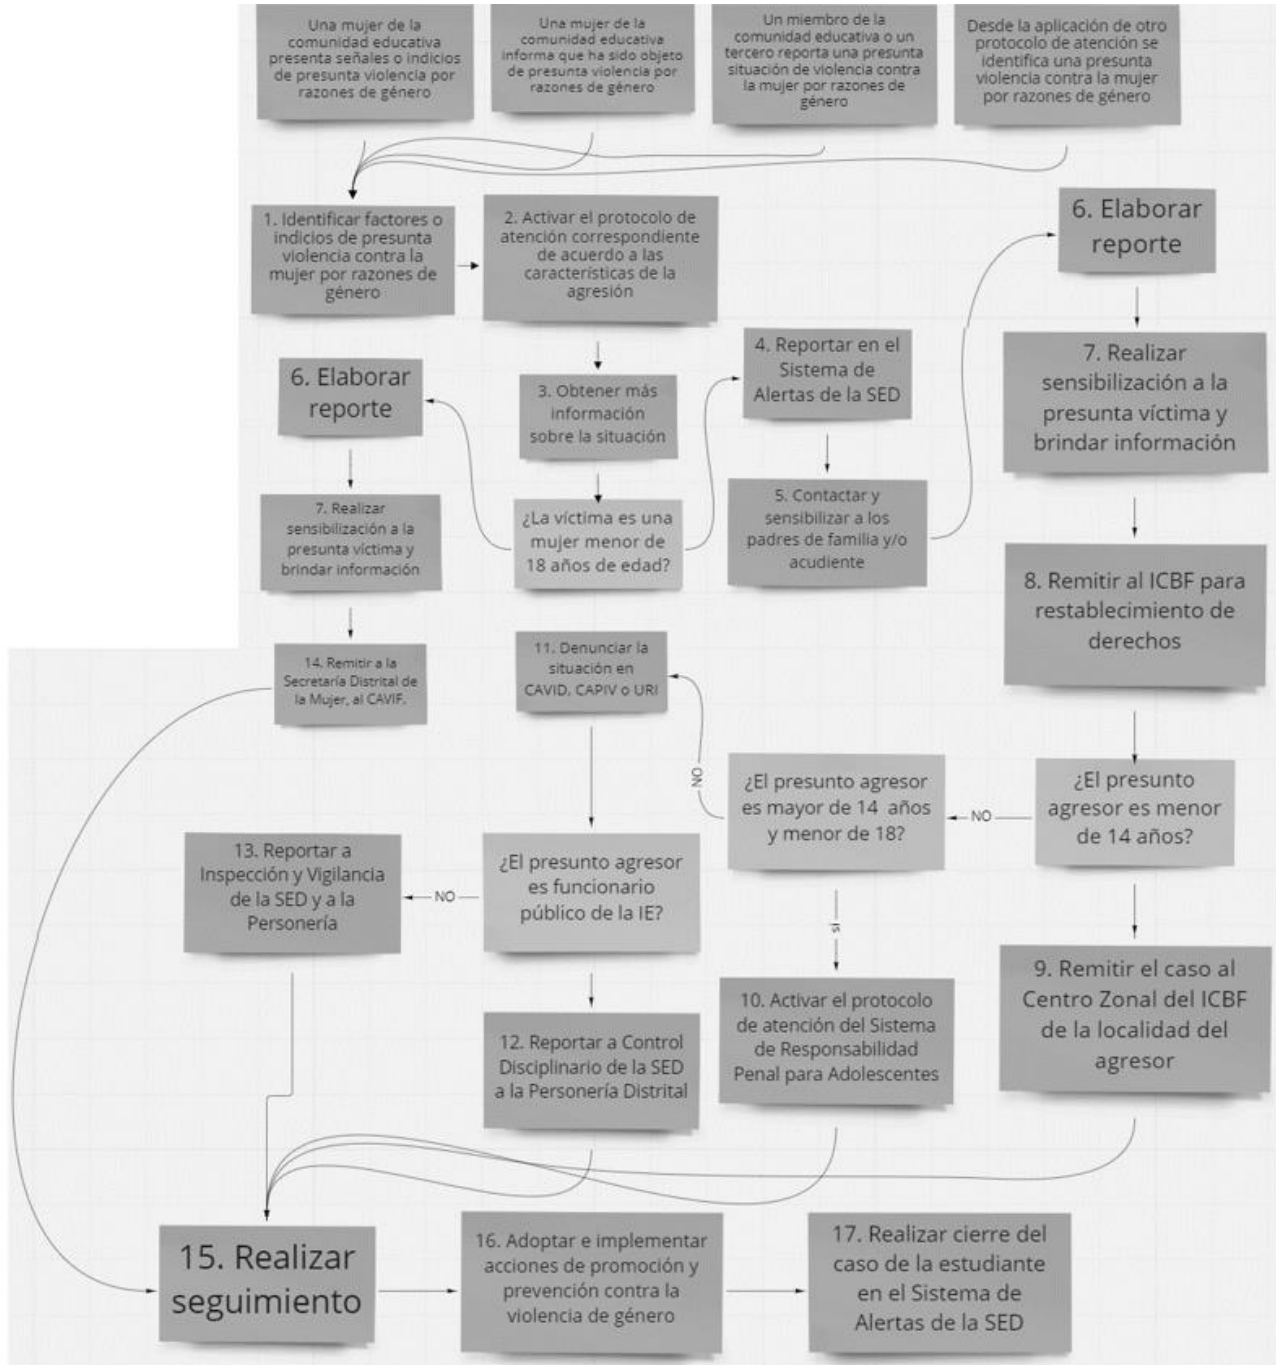 Una mujer de la
comunidad educativa
presenta señales o indicios
de presunta violencia por
razones de género
Una mujer de la
comunidad educativa
informa que ha sido objeto
de presunta violencia por
razones de género
Un miembro de la
comunidad educativa o un
tercero reporta una presunta
situación de violencia contra
la mujer por razones de
género
Desde la aplicación de otro
protocolo de atención se
identifica una presunta
violencia contra la mujer
por razones de género
1. Identificar factores o
indicios de presunta
violencia contra la
mujer por razones de
género
2. Activar el protocolo de
atención correspondiente
de acuerdo a las
características de la
agresión
6. Elaborar
reporte
4. Reportar en el
Sistema de
Alertas de la SED
7. Realizar
sensibilización a la
presunta víctima y
brindar información
6. Elaborar
reporte
3. Obtener más
información
sobre la situación
7. Realizar
sensibilización a la
presunta víctima y
brindar información
¿La víctima es una
mujer menor de
18 años de edad?
5. Contactar y
sensibilizar a los
padres de familia y/o
acudiente
8. Remitir al ICBF para
restablecimiento de
derechos
14. Remitir a la
Secretaría Distrital de
la Mujer, al CAVIF.
11. Denunciar la
situación en
CAVID, CAPIV o URI
NO
¿El presunto agresor
es mayor de 14 años
y menor de 18?
NO
¿El presunto
agresor es menor
de 14 años?
13. Reportar a
Inspección y Vigilancia
de la SED y a la
Personería
NO
¿El presunto agresor
es funcionario
público de la IE?
si
12. Reportar a Control
Disciplinario de la SED
a la Personería Distrital
10. Activar el protocolo
de atención del Sistema
de Responsabilidad
Penal para Adolescentes
9. Remitir el caso al
Centro Zonal del ICBF
de la localidad del
agresor
15. Realizar
seguimiento
16. Adoptar e implementar
acciones de promoción y
prevención contra la
violencia de género
17. Realizar cierre del
caso de la estudiante
en el Sistema de
Alertas de la SED